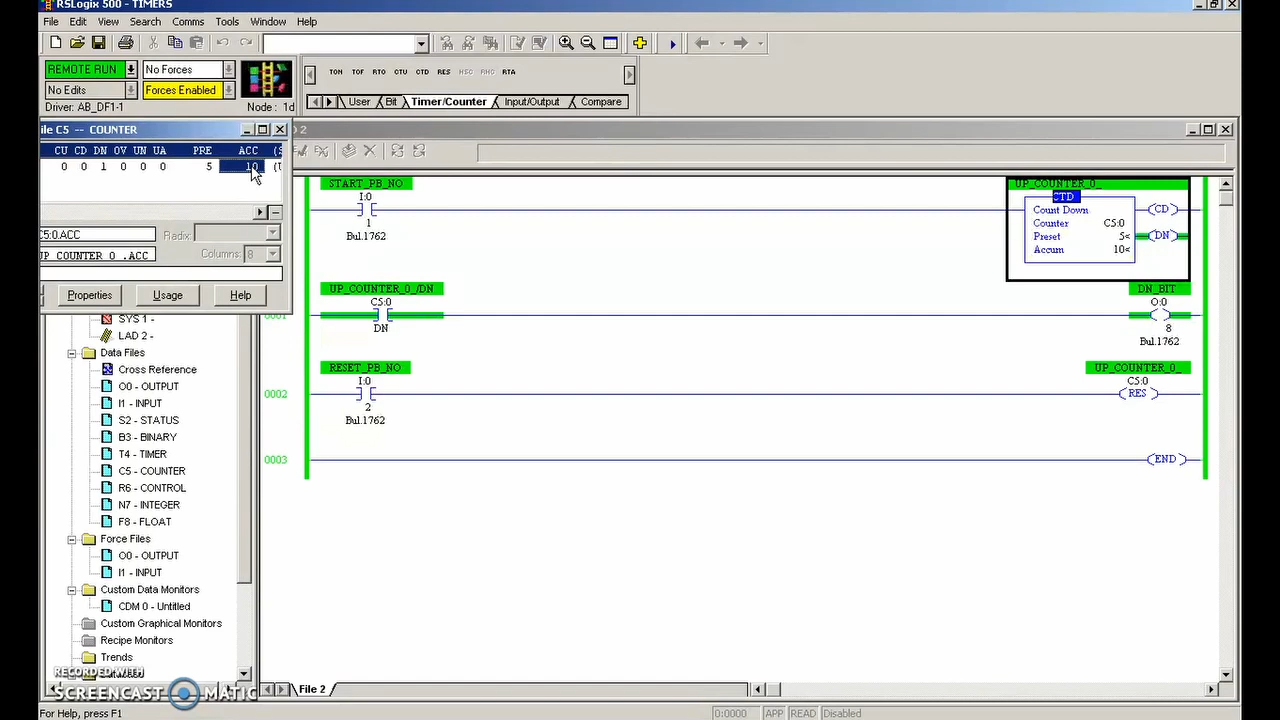 RSLogix 500 - TIMERS
File Edit View Search Comms Tools Window Help
REMOTE RUN No Forces
No Edits Forces Enabled
Driver: AB_DF1-1 Node : 1d
TON TOF RTO CTU CTD RES HSC RHC RTA
User Bit Timer/Counter Input/Output Compare
ile C5 -- COUNTER
CU CD DN OV UN UA PRE ACC
0 0 1 0 0 0 5 10
C5:0.ACC Radix:
UP_COUNTER_0_.ACC Columns: 8
Properties Usage Help
SYS 1 -
LAD 2 -
Data Files
Cross Reference
O0 - OUTPUT
I1 - INPUT
S2 - STATUS
B3 - BINARY
T4 - TIMER
C5 - COUNTER
R6 - CONTROL
N7 - INTEGER
F8 - FLOAT
Force Files
O0 - OUTPUT
I1 - INPUT
Custom Data Monitors
CDM 0 - Untitled
Custom Graphical Monitors
Recipe Monitors
Trends
D 2
START_PB_NO
I:0
1
Bul.1762
UP_COUNTER_0_
CTD
Count Down
Counter C5:0
Preset 5<
Accum 10<
CD
DN
UP_COUNTER_0_/DN
C5:0
DN
DN_BIT
O:0
8
Bul.1762
0001
RESET_PB_NO
I:0
2
Bul.1762
UP_COUNTER_0_
C5:0
RES
0002
0003
END
File 2
RECORDED WITH
SCREENCAST MATIC
For Help, press F1
0:0000 APP READ Disabled